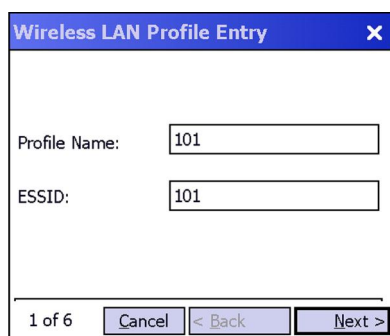 Wireless LAN Profile Entry X
Profile Name: 101
ESSID: 101
1 of 6 Cancel < Back Next >